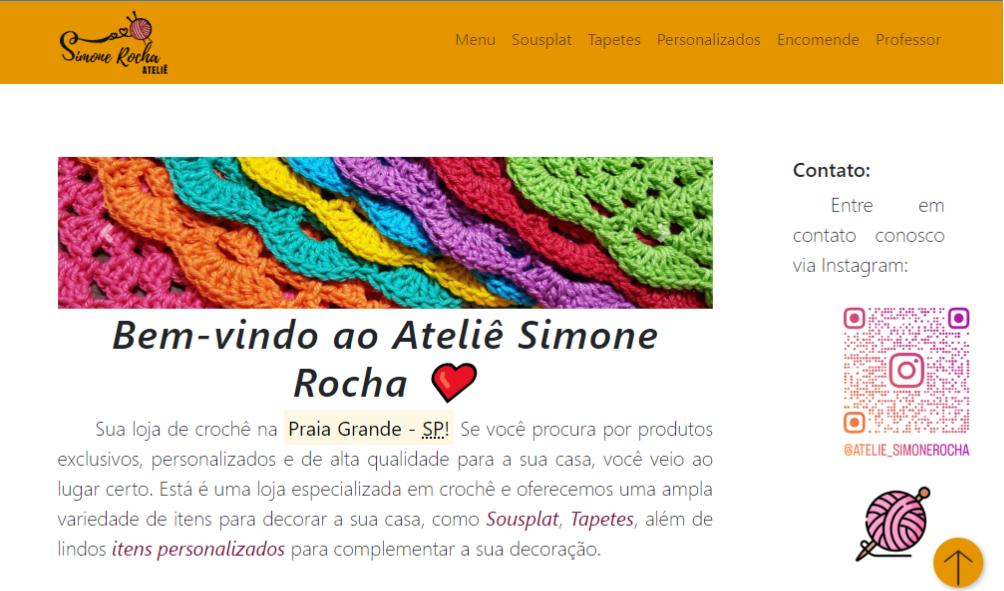 Simone Rocha
ATELIÊ
Menu Sousplat Tapetes Personalizados Encomende Professor
Bem-vindo ao Ateliê Simone
Rocha
Sua loja de crochê na Praia Grande - SP! Se você procura por produtos
exclusivos, personalizados e de alta qualidade para a sua casa, você veio ao
lugar certo. Está é uma loja especializada em crochê e oferecemos uma ampla
variedade de itens para decorar a sua casa, como Sousplat, Tapetes, além de
lindos itens personalizados para complementar a sua decoração.
Contato:
Entre em
contato conosco
via Instagram:
@ATELIE_SIMONEROCHA